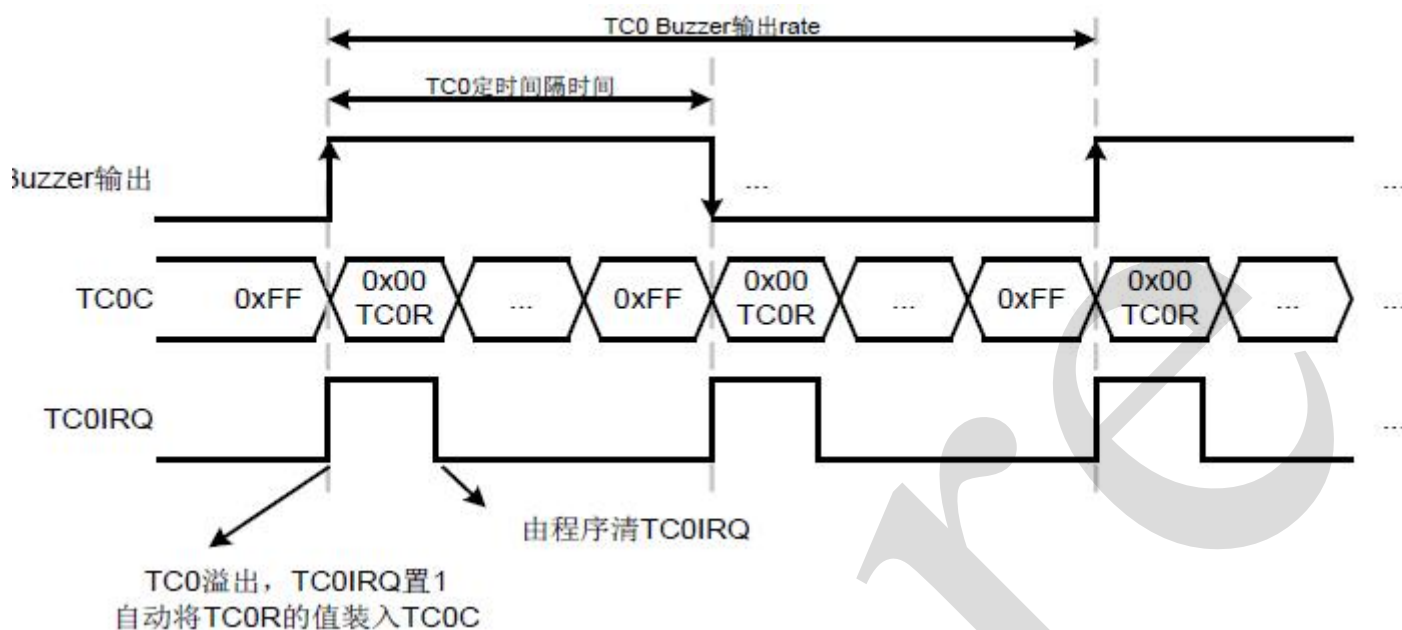 TC0 Buzzer输出rate
TC0定时间隔时间
Buzzer输出
...
...
TC0C
0xFF
0x00
TC0R
...
0xFF
0x00
TC0R
...
0xFF
0x00
TC0R
...
...
TC0IRQ
...
由程序清TC0IRQ
TC0溢出，TC0IRQ置1
自动将TC0R的值装入TC0C
re